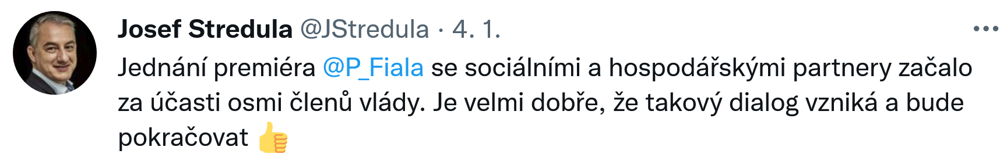 Josef Stredula @JStredula · 4. 1.
Jednání premiéra @P_Fiala se sociálními a hospodářskými partnery začalo
za účasti osmi členů vlády. Je velmi dobře, že takový dialog vzniká a bude
pokračovat 👍